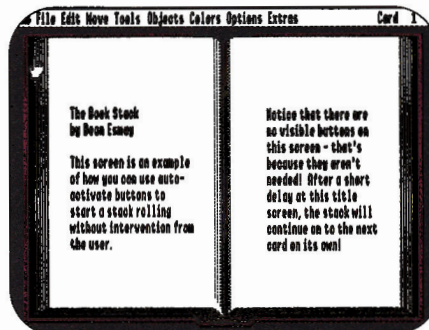 File Edit Move Tools Objects Colors Options Extras Card 1
The Book Stack
by Dean Esmay
This screen is an example
of how you can use auto-
activate buttons to
start a stack rolling
without intervention from
the user.
Notice that there are
no visible buttons on
this screen - that's
because they aren't
needed! After a short
delay at this title
screen, the stack will
continue on to the next
card on its own!